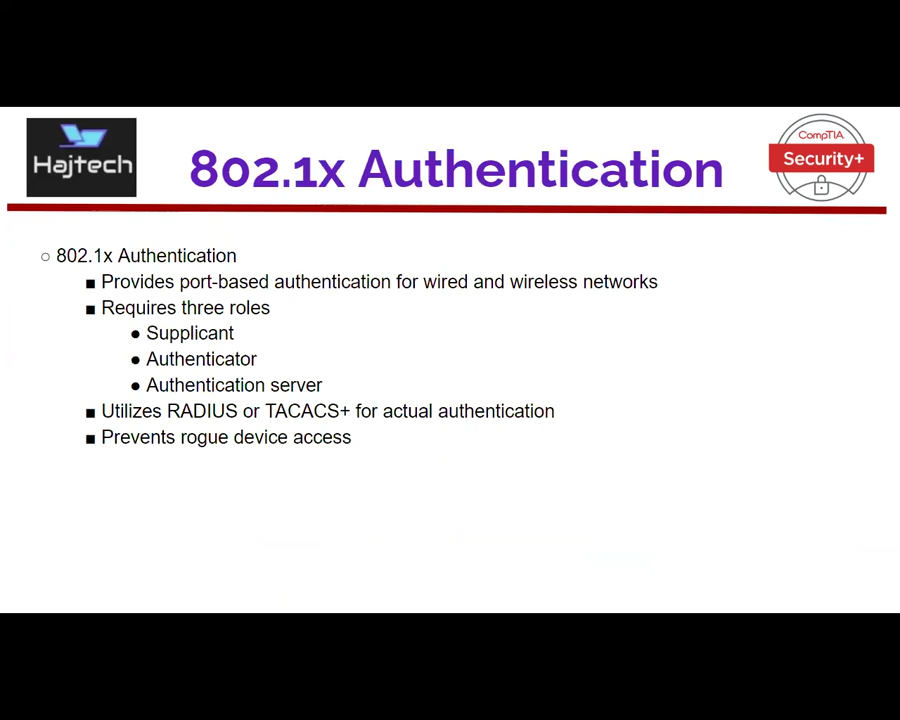 Hajtech
802.1x Authentication
CompTIA
Security+
○ 802.1x Authentication
■ Provides port-based authentication for wired and wireless networks
■ Requires three roles
● Supplicant
● Authenticator
● Authentication server
■ Utilizes RADIUS or TACACS+ for actual authentication
■ Prevents rogue device access